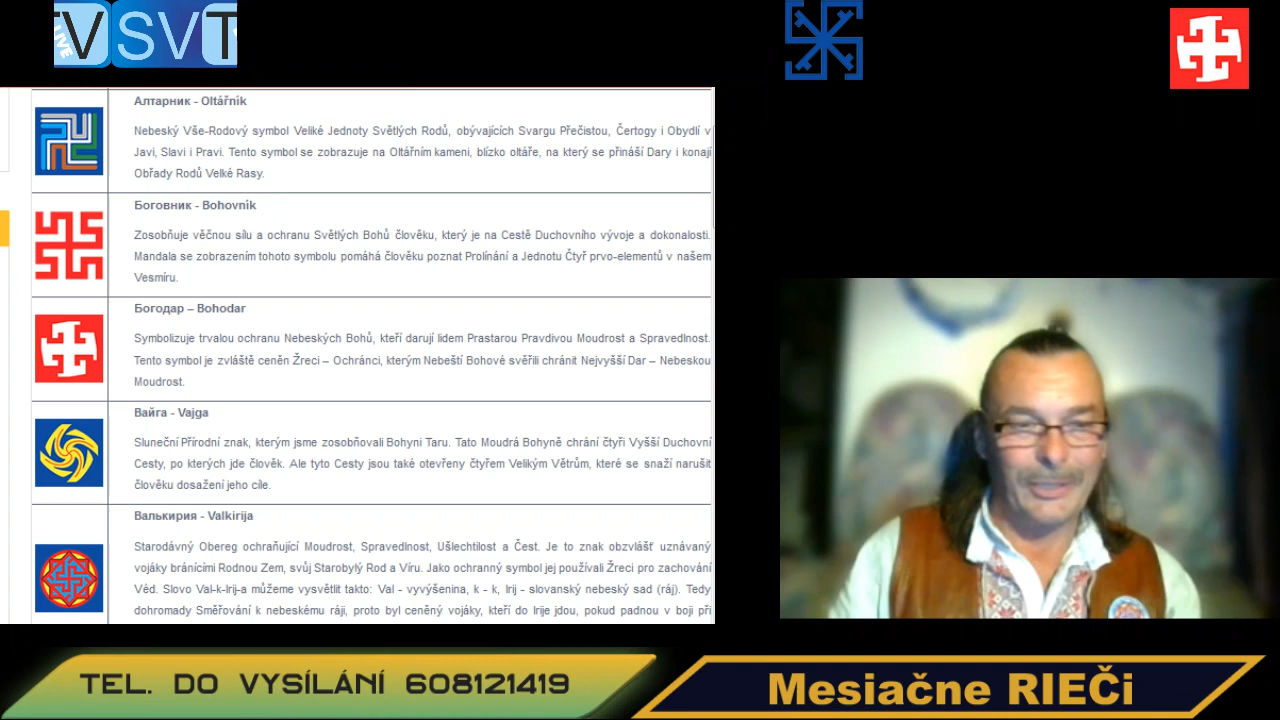 LIVE
TV SVT
Алтарник - Oltářník
Nebeský Vše-Rodový symbol Veliké Jednoty Světlých Rodů, obývajících Svargu Přečistou, Čertogy i Obydlí v
Javi, Slavi i Pravi. Tento symbol se zobrazuje na Oltářním kameni, blízko oltáře, na který se přináší Dary i konají
Obřady Rodů Velké Rasy.
Боговник - Bohovník
Zosobňuje věčnou sílu a ochranu Světlých Bohů člověku, který je na Cestě Duchovního vývoje a dokonalosti.
Mandala se zobrazením tohoto symbolu pomáhá člověku poznat Prolínání a Jednotu Čtyř prvo-elementů v našem
Vesmíru.
Богодар – Bohodar
Symbolizuje trvalou ochranu Nebeských Bohů, kteří darují lidem Prastarou Pravdivou Moudrost a Spravedlnost.
Tento symbol je zvláště ceněn Žreci – Ochránci, kterým Nebeští Bohové svěřili chránit Nejvyšší Dar – Nebeskou
Moudrost.
Вайга - Vajga
Sluneční Přírodní znak, kterým jsme zosobňovali Bohyni Taru. Tato Moudrá Bohyně chrání čtyři Vyšší Duchovní
Cesty, po kterých jde člověk. Ale tyto Cesty jsou také otevřeny čtyřem Velikým Větrům, které se snaží narušit
člověku dosažení jeho cíle.
Валькирия - Valkirija
Starodávný Obereg ochraňující Moudrost, Spravedlnost, Ušlechtilost a Čest. Je to znak obzvlášť uznávaný
vojáky bránícími Rodnou Zem, svůj Starobylý Rod a Víru. Jako ochranný symbol jej používali Žreci pro zachování
Véd. Slovo Val-k-Irij-a můžeme vysvětlit takto: Val - vyvýšenina, k - k, Irij - slovanský nebeský sad (ráj). Tedy
dohromady Směřování k nebeskému ráji, proto byl ceněný vojáky, kteří do Irije jdou, pokud padnou v boji při
TEL. DO VYSÍLÁNÍ 608121419
Mesiačne RIEČi